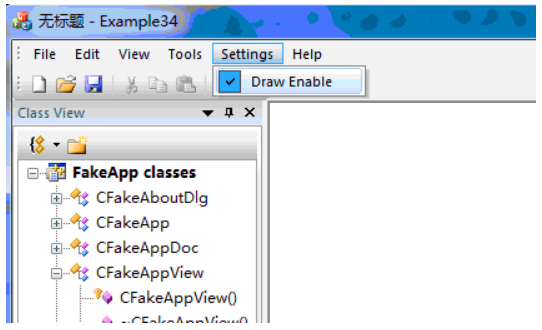 无标题 - Example34
File Edit View Tools Settings Help
Draw Enable
Class View
FakeApp classes
CFakeAboutDlg
CFakeApp
CFakeAppDoc
CFakeAppView
CFakeAppView()
~CFakeAppView()